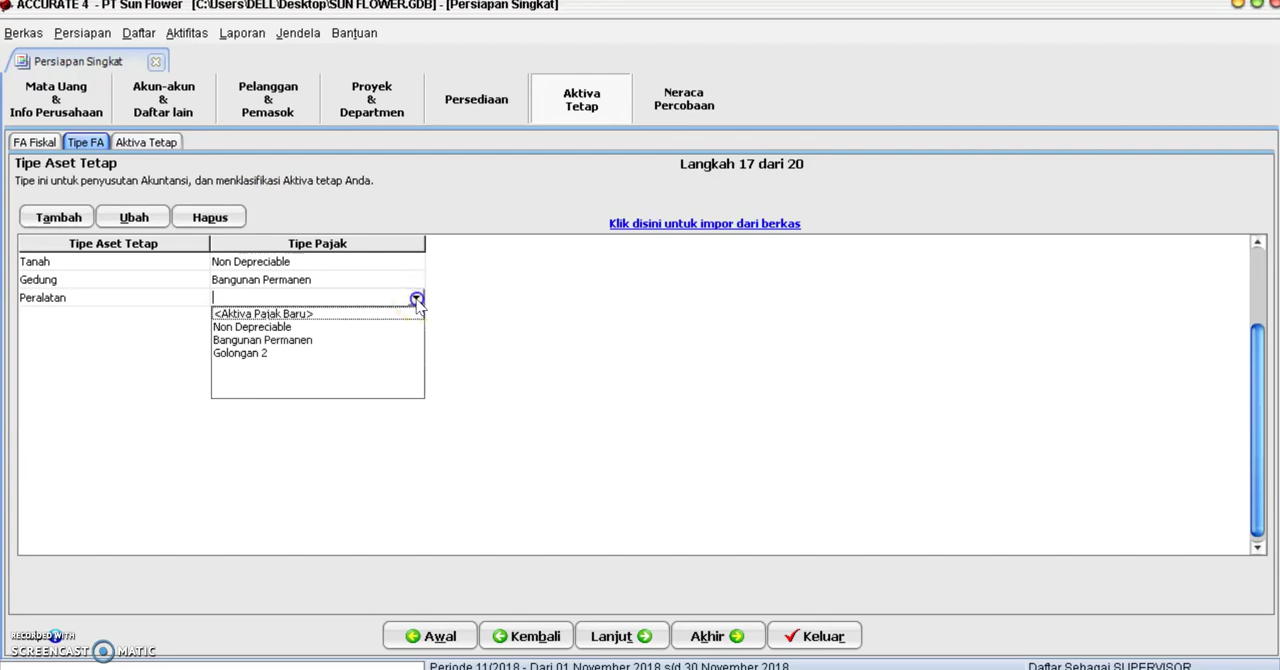 ACCURATE 4 - PT Sun Flower [C:\Users\DELL\Desktop\SUN FLOWER.GDB] - [Persiapan Singkat]
Berkas Persiapan Daftar Aktifitas Laporan Jendela Bantuan
Persiapan Singkat
Mata Uang & Info Perusahaan
Akun-akun & Daftar lain
Pelanggan & Pemasok
Proyek & Departmen
Persediaan
Aktiva Tetap
Neraca Percobaan
FA Fiskal Tipe FA Aktiva Tetap
Tipe Aset Tetap
Langkah 17 dari 20
Tipe ini untuk penyusutan Akuntansi, dan menklasifikasi Aktiva tetap Anda.
Tambah Ubah Hapus
Klik disini untuk impor dari berkas
Tipe Aset Tetap Tipe Pajak
Tanah Non Depreciable
Gedung Bangunan Permanen
Peralatan
<Aktiva Pajak Baru>
Non Depreciable
Bangunan Permanen
Golongan 2
Awal Kembali Lanjut Akhir Keluar
RECORDED WITH
SCREENCAST MATIC
Periode 11/2018 - Dari 01 November 2018 s/d 30 November 2018
Daftar Sebagai SUPERVISOR